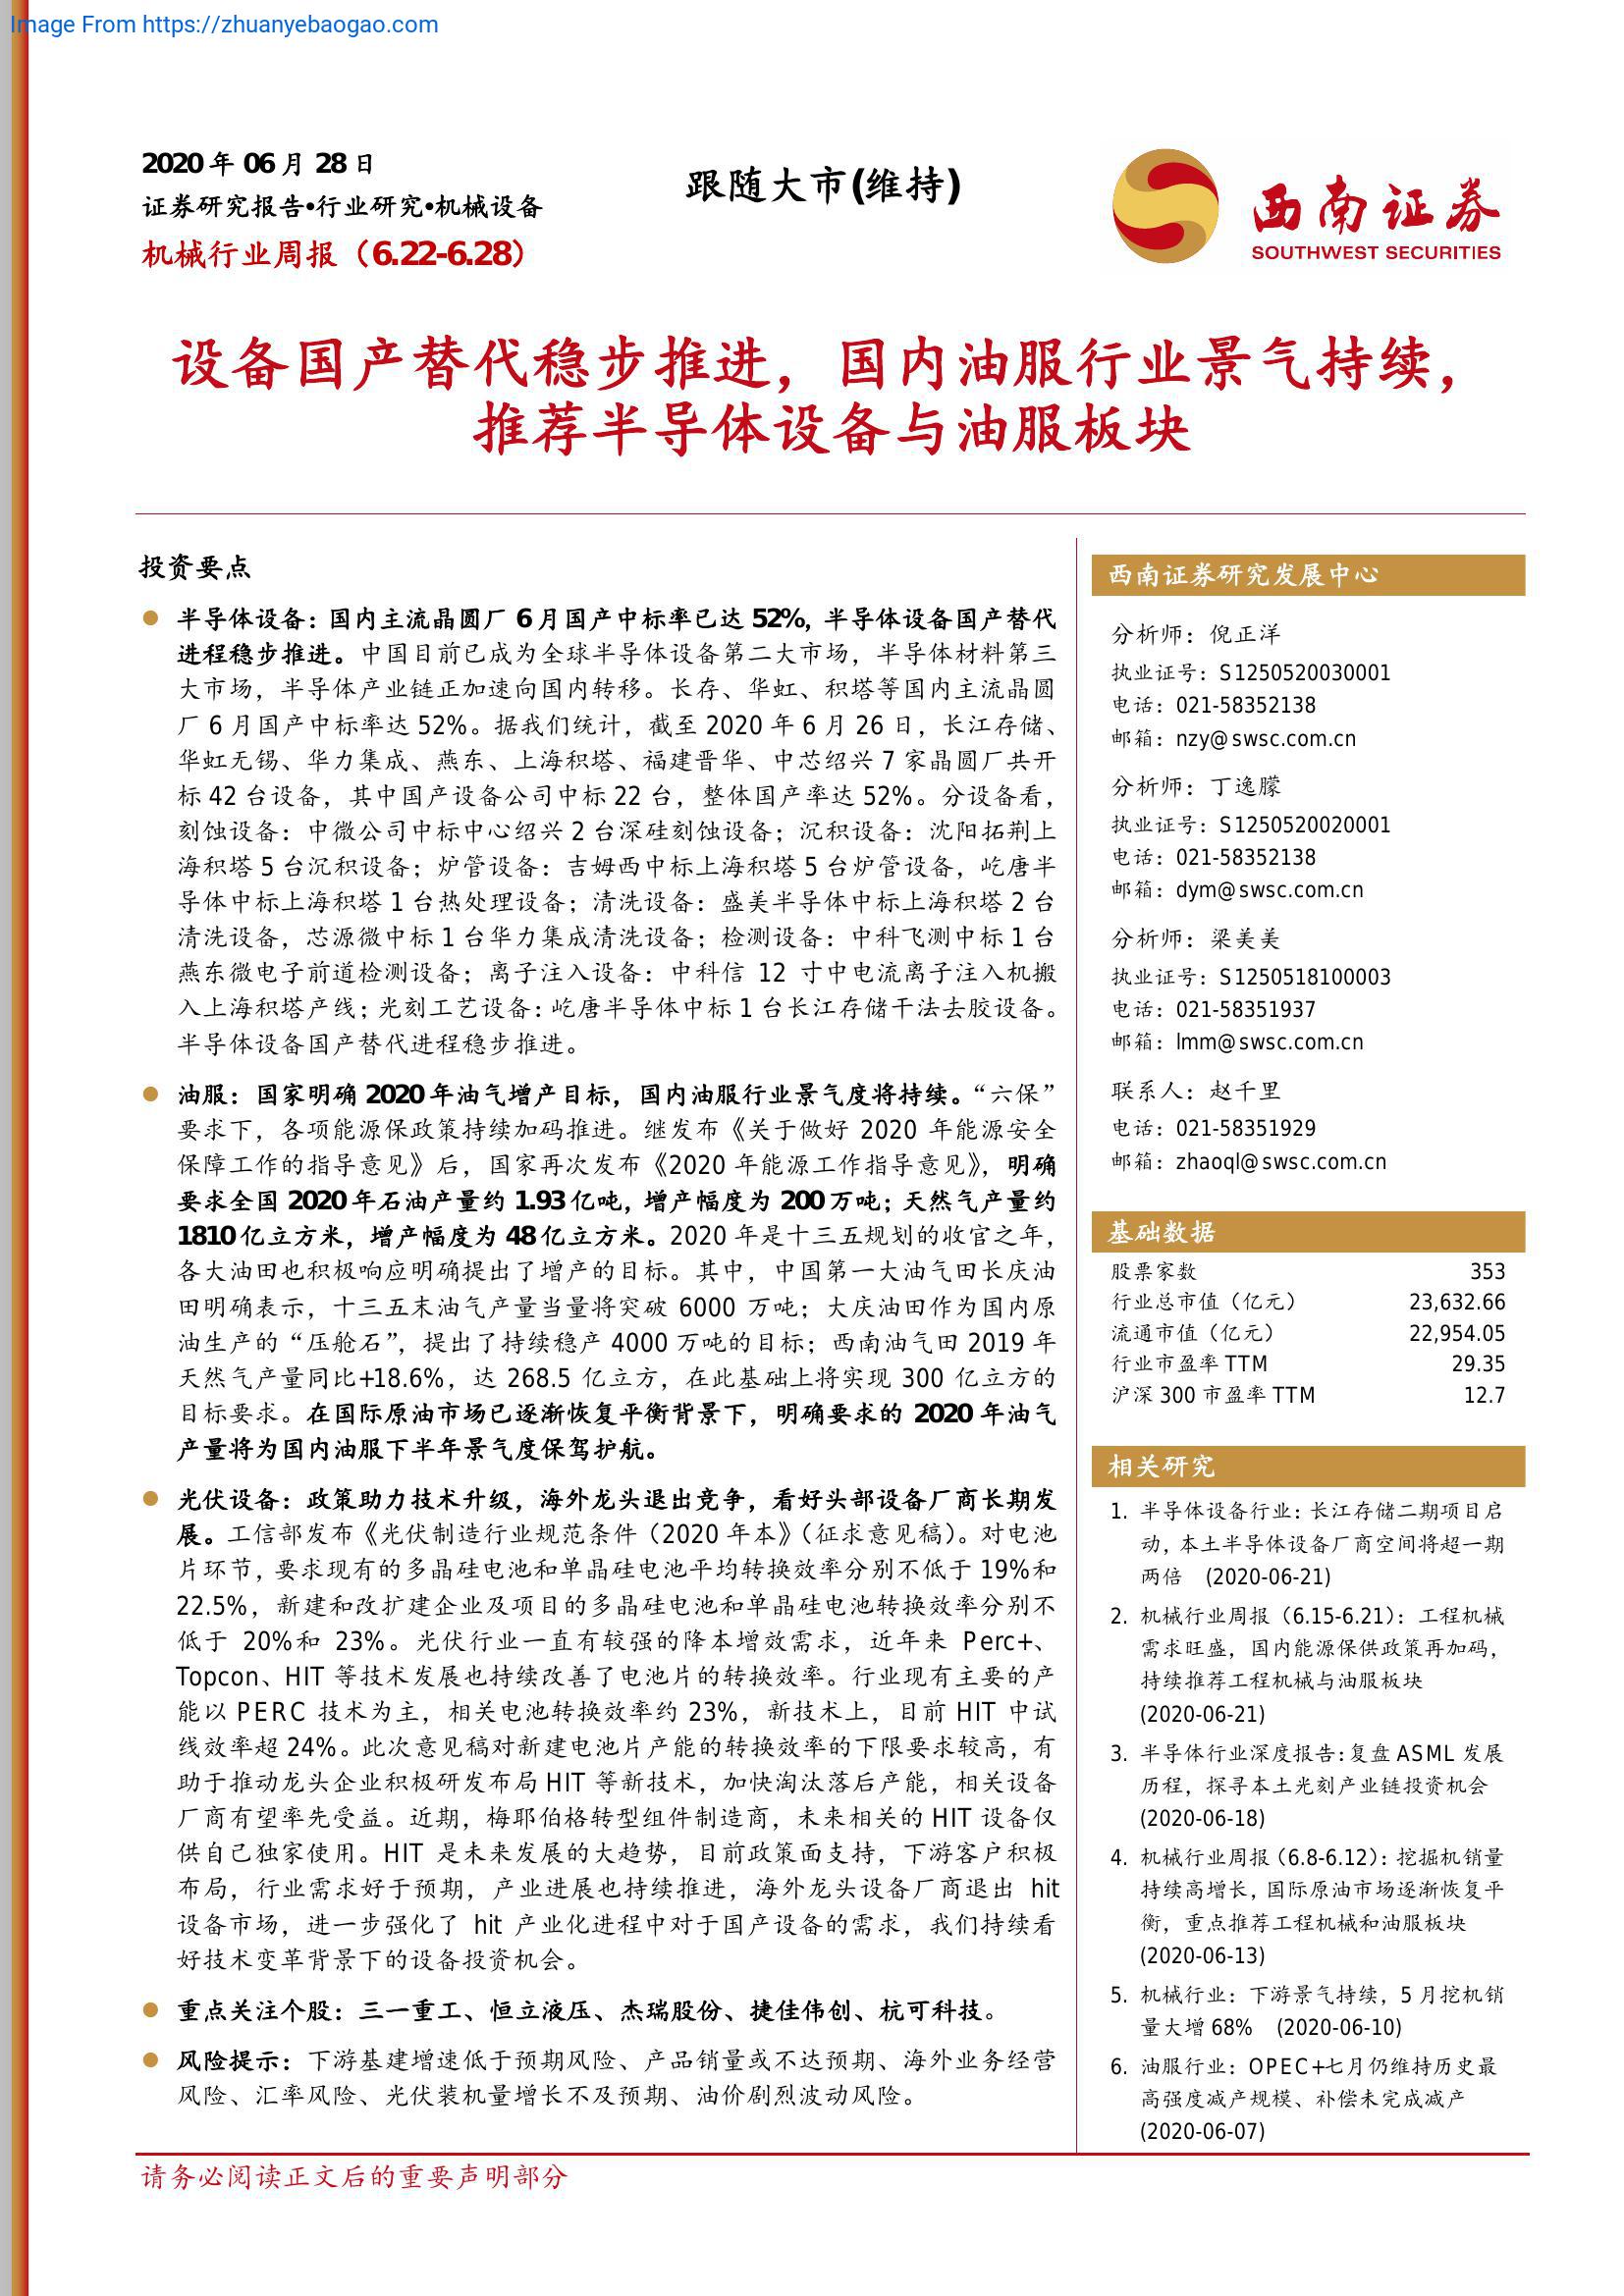 Image From https://zhuanyebaogao.com
2020 年 06 月 28 日
证券研究报告•行业研究•机械设备
机械行业周报（6.22-6.28）
跟随大市(维持)
西南证券
SOUTHWEST SECURITIES
设备国产替代稳步推进，国内油服行业景气持续，
推荐半导体设备与油服板块
投资要点
● 半导体设备：国内主流晶圆厂 6 月国产中标率已达 52%，半导体设备国产替代
进程稳步推进。中国目前已成为全球半导体设备第二大市场，半导体材料第三
大市场，半导体产业链正加速向国内转移。长存、华虹、积塔等国内主流晶圆
厂 6 月国产中标率达 52%。据我们统计，截至 2020 年 6 月 26 日，长江存储、
华虹无锡、华力集成、燕东、上海积塔、福建晋华、中芯绍兴 7 家晶圆厂共开
标 42 台设备，其中国产设备公司中标 22 台，整体国产率达 52%。分设备看，
刻蚀设备：中微公司中标中心绍兴 2 台深硅刻蚀设备；沉积设备：沈阳拓荆上
海积塔 5 台沉积设备；炉管设备：吉姆西中标上海积塔 5 台炉管设备，屹唐半
导体中标上海积塔 1 台热处理设备；清洗设备：盛美半导体中标上海积塔 2 台
清洗设备，芯源微中标 1 台华力集成清洗设备；检测设备：中科飞测中标 1 台
燕东微电子前道检测设备；离子注入设备：中科信 12 寸中电流离子注入机搬
入上海积塔产线；光刻工艺设备：屹唐半导体中标 1 台长江存储干法去胶设备。
半导体设备国产替代进程稳步推进。
● 油服：国家明确 2020 年油气增产目标，国内油服行业景气度将持续。“六保”
要求下，各项能源保政策持续加码推进。继发布《关于做好 2020 年能源安全
保障工作的指导意见》后，国家再次发布《2020 年能源工作指导意见》，明确
要求全国 2020 年石油产量约 1.93 亿吨，增产幅度为 200 万吨；天然气产量约
1810 亿立方米，增产幅度为 48 亿立方米。2020 年是十三五规划的收官之年，
各大油田也积极响应明确提出了增产的目标。其中，中国第一大油气田长庆油
田明确表示，十三五末油气产量当量将突破 6000 万吨；大庆油田作为国内原
油生产的“压舱石”，提出了持续稳产 4000 万吨的目标；西南油气田 2019 年
天然气产量同比+18.6%，达 268.5 亿立方，在此基础上将实现 300 亿立方的
目标要求。在国际原油市场已逐渐恢复平衡背景下，明确要求的 2020 年油气
产量将为国内油服下半年景气度保驾护航。
● 光伏设备：政策助力技术升级，海外龙头退出竞争，看好头部设备厂商长期发
展。工信部发布《光伏制造行业规范条件（2020 年本》（征求意见稿）。对电池
片环节，要求现有的多晶硅电池和单晶硅电池平均转换效率分别不低于 19%和
22.5%，新建和改扩建企业及项目的多晶硅电池和单晶硅电池转换效率分别不
低于 20%和 23%。光伏行业一直有较强的降本增效需求，近年来 Perc+、
Topcon、HIT 等技术发展也持续改善了电池片的转换效率。行业现有主要的产
能以 PERC 技术为主，相关电池转换效率约 23%，新技术上，目前 HIT 中试
线效率超 24%。此次意见稿对新建电池片产能的转换效率的下限要求较高，有
助于推动龙头企业积极研发布局 HIT 等新技术，加快淘汰落后产能，相关设备
厂商有望率先受益。近期，梅耶伯格转型组件制造商，未来相关的 HIT 设备仅
供自己独家使用。HIT 是未来发展的大趋势，目前政策面支持，下游客户积极
布局，行业需求好于预期，产业进展也持续推进，海外龙头设备厂商退出 hit
设备市场，进一步强化了 hit 产业化进程中对于国产设备的需求，我们持续看
好技术变革背景下的设备投资机会。
● 重点关注个股：三一重工、恒立液压、杰瑞股份、捷佳伟创、杭可科技。
● 风险提示：下游基建增速低于预期风险、产品销量或不达预期、海外业务经营
风险、汇率风险、光伏装机量增长不及预期、油价剧烈波动风险。
西南证券研究发展中心
分析师：倪正洋
执业证号：S1250520030001
电话：021-58352138
邮箱：nzy@swsc.com.cn
分析师：丁逸朦
执业证号：S1250520020001
电话：021-58352138
邮箱：dym@swsc.com.cn
分析师：梁美美
执业证号：S1250518100003
电话：021-58351937
邮箱：lmm@swsc.com.cn
联系人：赵千里
电话：021-58351929
邮箱：zhaoql@swsc.com.cn
基础数据
股票家数 353
行业总市值（亿元） 23,632.66
流通市值（亿元） 22,954.05
行业市盈率 TTM 29.35
沪深 300 市盈率 TTM 12.7
相关研究
1. 半导体设备行业：长江存储二期项目启
动，本土半导体设备厂商空间将超一期
两倍 (2020-06-21)
2. 机械行业周报（6.15-6.21）：工程机械
需求旺盛，国内能源保供政策再加码，
持续推荐工程机械与油服板块
(2020-06-21)
3. 半导体行业深度报告：复盘 ASML 发展
历程，探寻本土光刻产业链投资机会
(2020-06-18)
4. 机械行业周报（6.8-6.12）：挖掘机销量
持续高增长，国际原油市场逐渐恢复平
衡，重点推荐工程机械和油服板块
(2020-06-13)
5. 机械行业：下游景气持续，5 月挖机销
量大增 68% (2020-06-10)
6. 油服行业：OPEC+七月仍维持历史最
高强度减产规模、补偿未完成减产
(2020-06-07)
请务必阅读正文后的重要声明部分